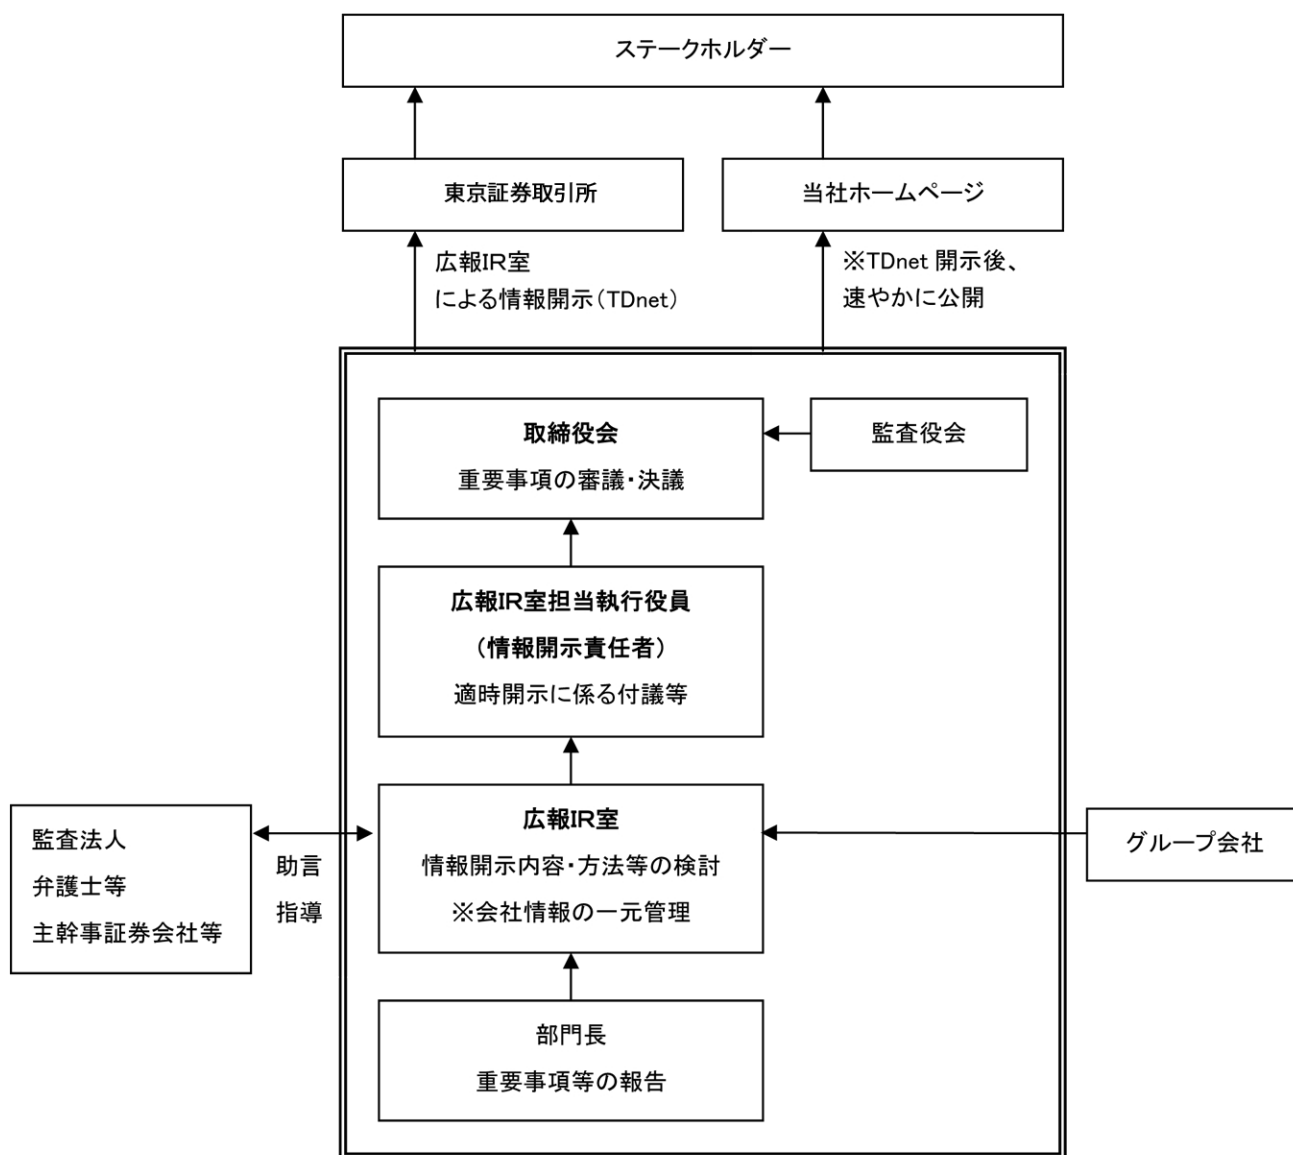 ステークホルダー
東京証券取引所
当社ホームページ
広報IR室
による情報開示(TDnet)
※TDnet 開示後、
速やかに公開
取締役会
重要事項の審議・決議
監査役会
広報IR室担当執行役員
(情報開示責任者)
適時開示に係る付議等
監査法人
弁護士等
主幹事証券会社等
助言
指導
広報IR室
情報開示内容・方法等の検討
※会社情報の一元管理
グループ会社
部門長
重要事項等の報告